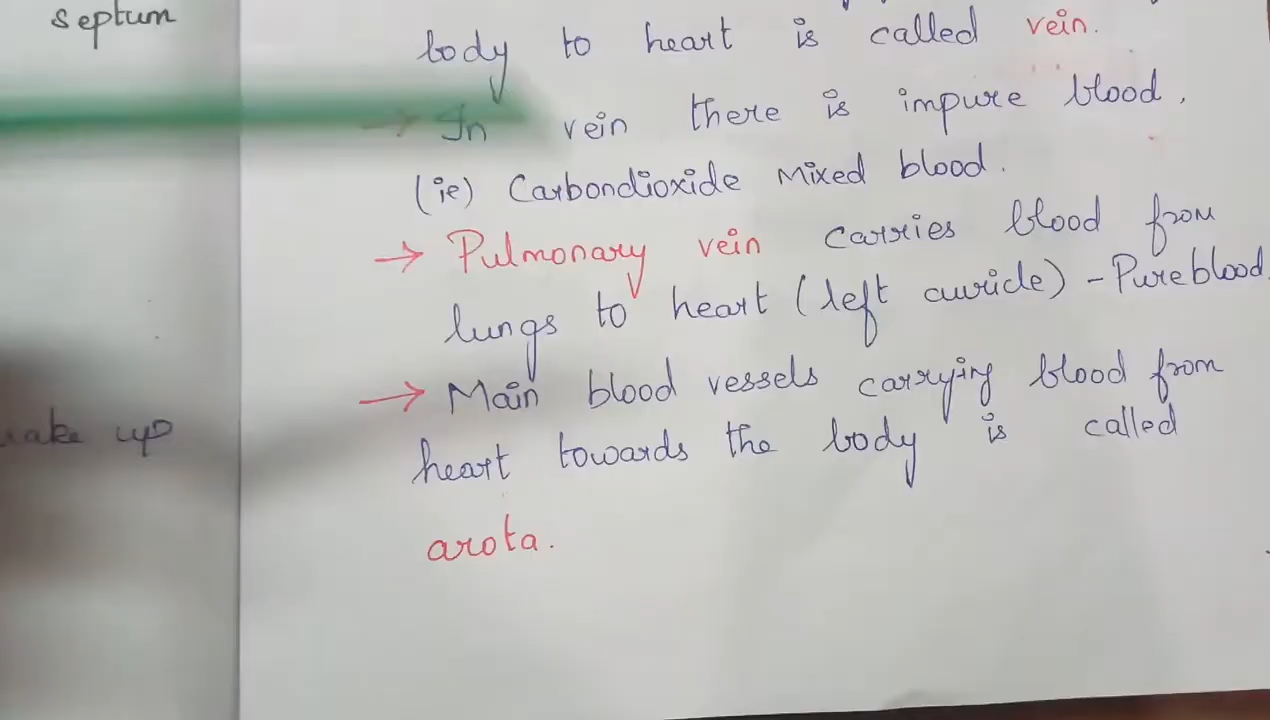 septum
body to heart is called vein.
→ In vein there is impure blood.
(ie) Carbondioxide Mixed blood.
→ Pulmonary vein carries blood from
lungs to heart (left auricle) - Pureblood
→ Main blood vessels carrying blood from
heart towards the body is called
arota.
up